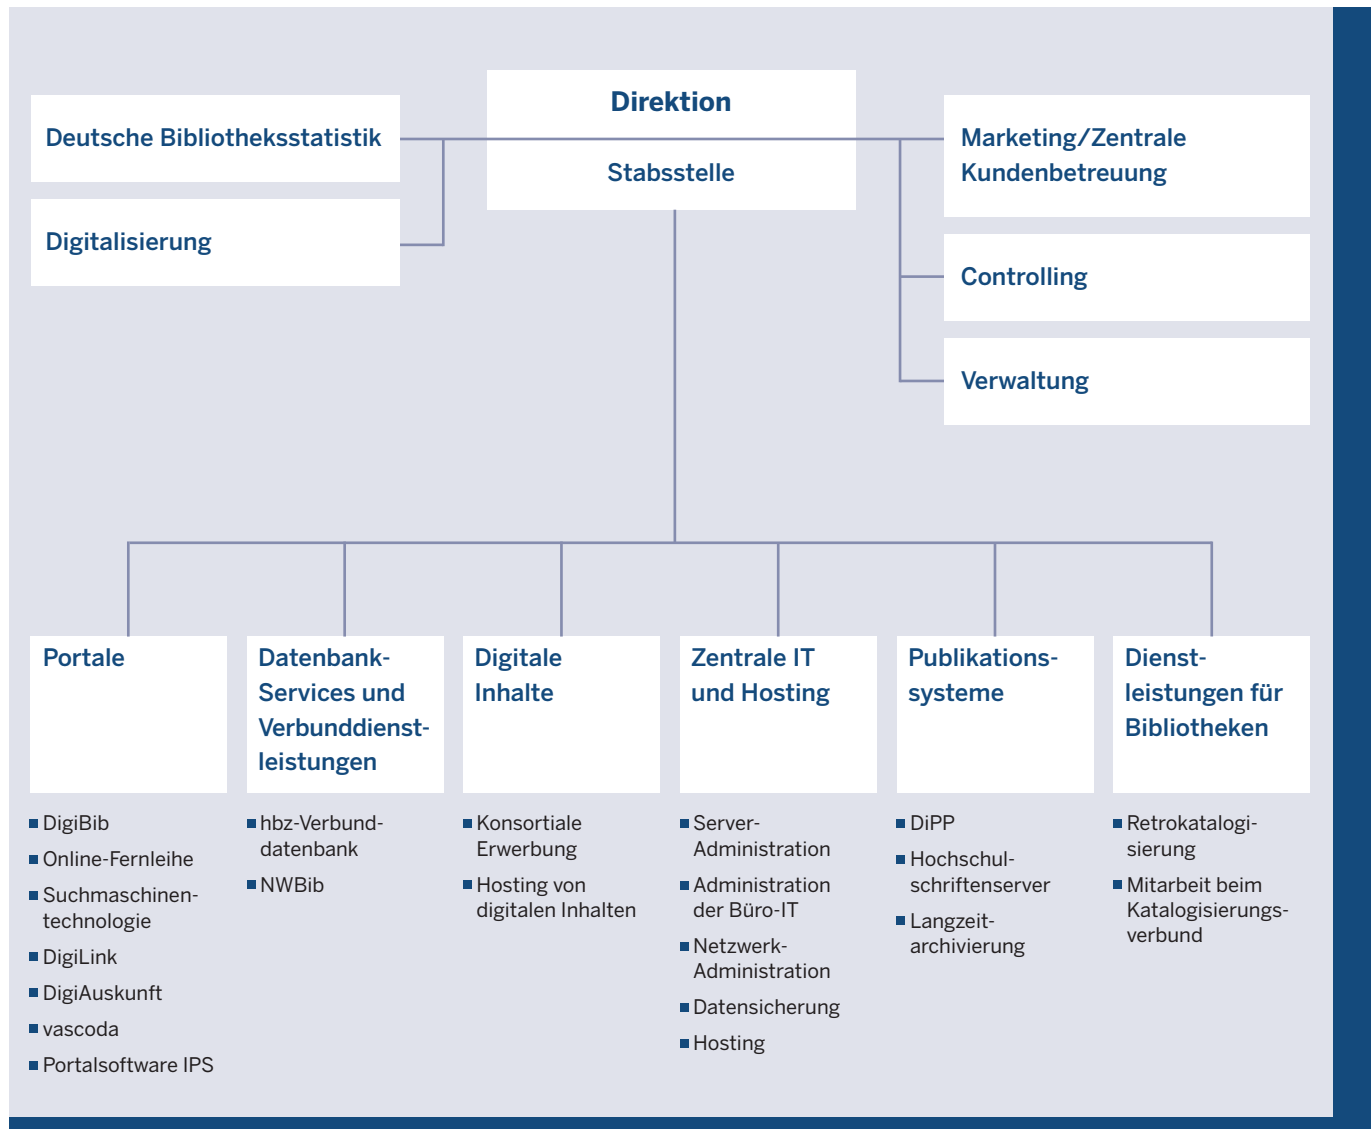 Direktion
Stabsstelle
Deutsche Bibliotheksstatistik
Digitalisierung
Marketing/Zentrale
Kundenbetreuung
Controlling
Verwaltung
Portale
DigiBib
Online-Fernleihe
Suchmaschinen-
technologie
DigiLink
DigiAuskunft
vascoda
Portalsoftware IPS
Datenbank-
Services und
Verbunddienst-
leistungen
hbz-Verbund-
datenbank
NWBib
Digitale
Inhalte
Konsortiale
Erwerbung
Hosting von
digitalen Inhalten
Zentrale IT
und Hosting
Server-
Administration
Administration
der Büro-IT
Netzwerk-
Administration
Datensicherung
Hosting
Publikations-
systeme
DiPP
Hochschul-
schriftenserver
Langzeit-
archivierung
Dienst-
leistungen für
Bibliotheken
Retrokatalogi-
sierung
Mitarbeit beim
Katalogisierungs-
verbund